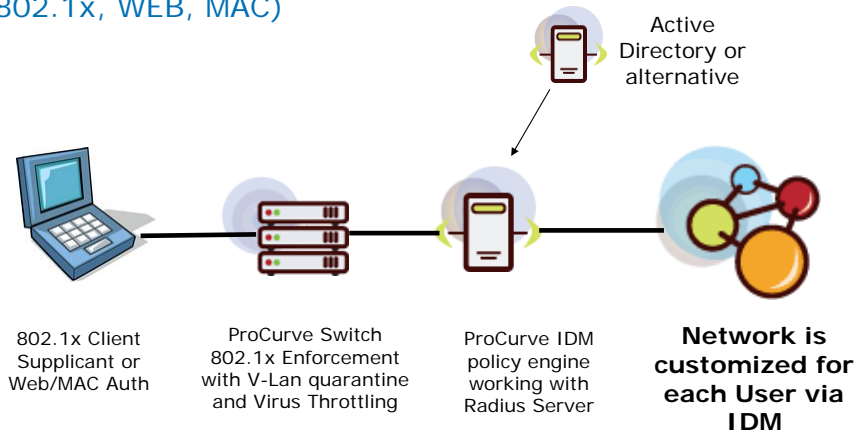 802.1x, WEB, MAC)
Active
Directory or
alternative
802.1x Client
Supplicant or
Web/MAC Auth
ProCurve Switch
802.1x Enforcement
with V-Lan quarantine
and Virus Throttling
ProCurve IDM
policy engine
working with
Radius Server
Network is
customized for
each User via
IDM